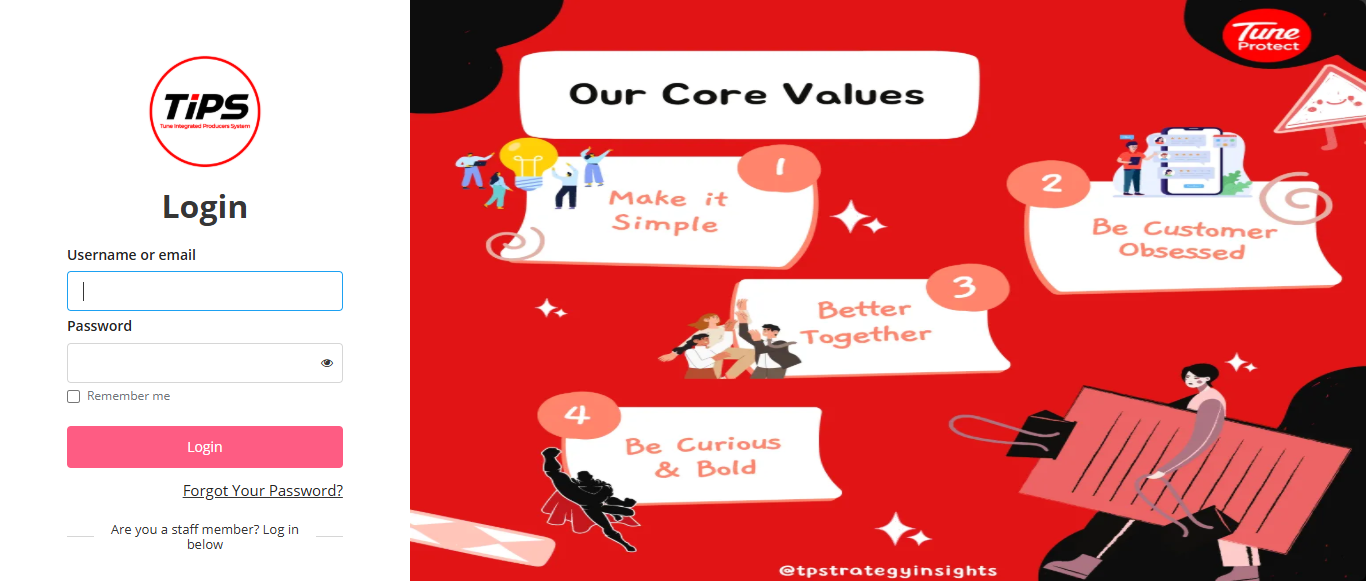 TiPS
Tune Integrated Producers System
Login
Username or email
Password
Remember me
Login
Forgot Your Password?
Are you a staff member? Log in
below
Tune
Protect
Our Core Values
1
Make it
Simple
2
Be Customer
Obsessed
3
Better
Together
4
Be Curious
& Bold
@tpstrategyinsights